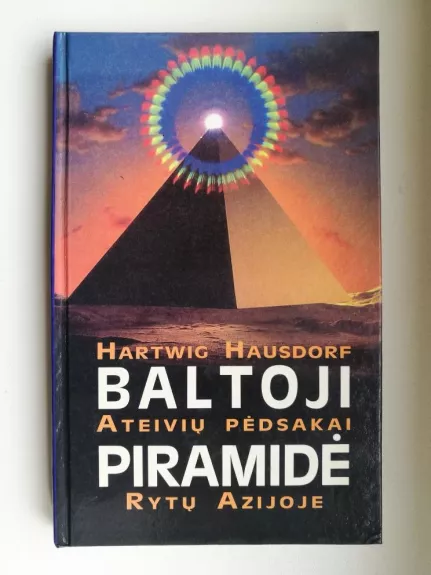 HARTWIG HAUSDORF
BALTOJI
ATEIVIŲ PĖDSAKAI
PIRAMIDĖ
RYTŲ AZIJOJE